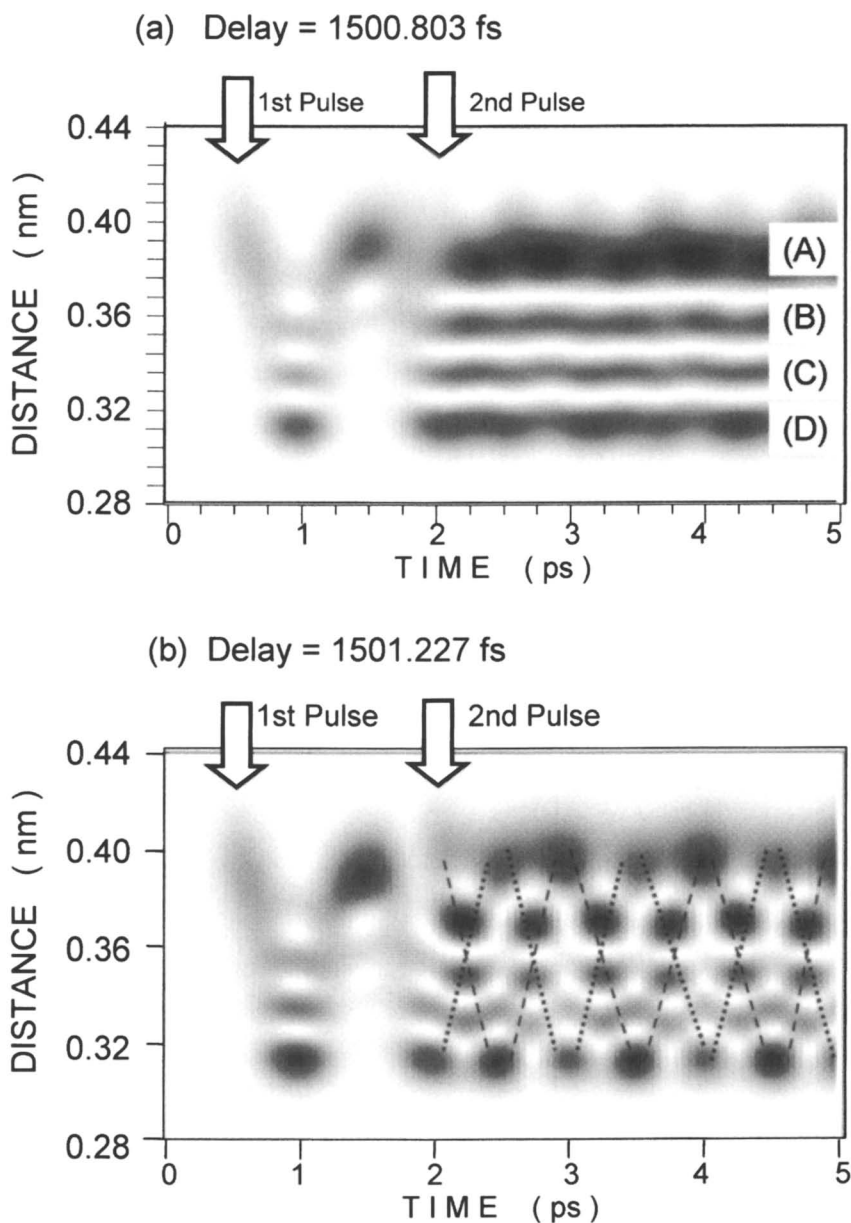 (a) Delay = 1500.803 fs
1st Pulse 2nd Pulse
0.44
0.40
0.36
0.32
0.28
DISTANCE (nm)
(A)
(B)
(C)
(D)
0 1 2 3 4 5
TIME (ps)
(b) Delay = 1501.227 fs
1st Pulse 2nd Pulse
0.44
0.40
0.36
0.32
0.28
DISTANCE (nm)
0 1 2 3 4 5
TIME (ps)